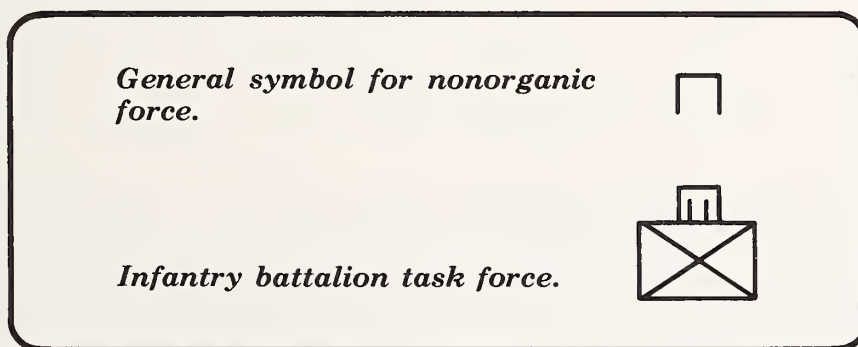 General symbol for nonorganic
force.
Infantry battalion task force.